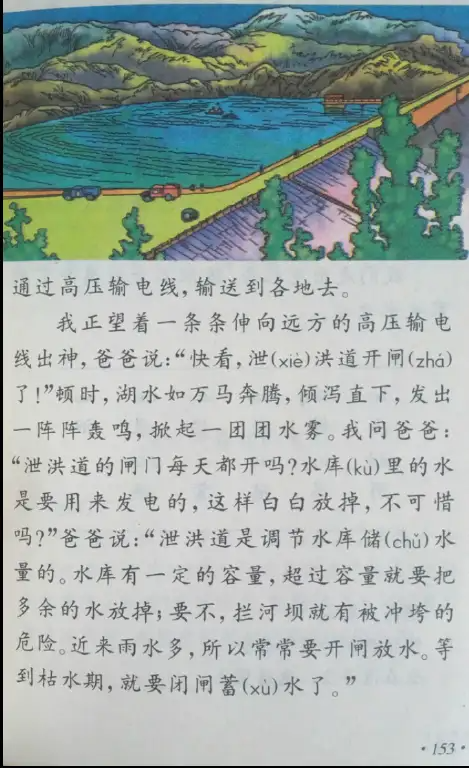 通过高压输电线，输送到各地去。
我正望着一条条伸向远方的高压输电
线出神，爸爸说：“快看，泄(xiè)洪道开闸(zhá)
了！”顿时，湖水如万马奔腾，倾泻直下，发出
一阵阵轰鸣，掀起一团团水雾。我问爸爸：
“泄洪道的闸门每天都开吗？水库(kù)里的水
是要用来发电的，这样白白放掉，不可惜
吗？”爸爸说：“泄洪道是调节水库储(chǔ)水
量的。水库有一定的容量，超过容量就要把
多余的水放掉；要不，拦河坝就有被冲垮的
危险。近来雨水多，所以常常要开闸放水。等
到枯水期，就要闭闸蓄(xù)水了。”
·153·